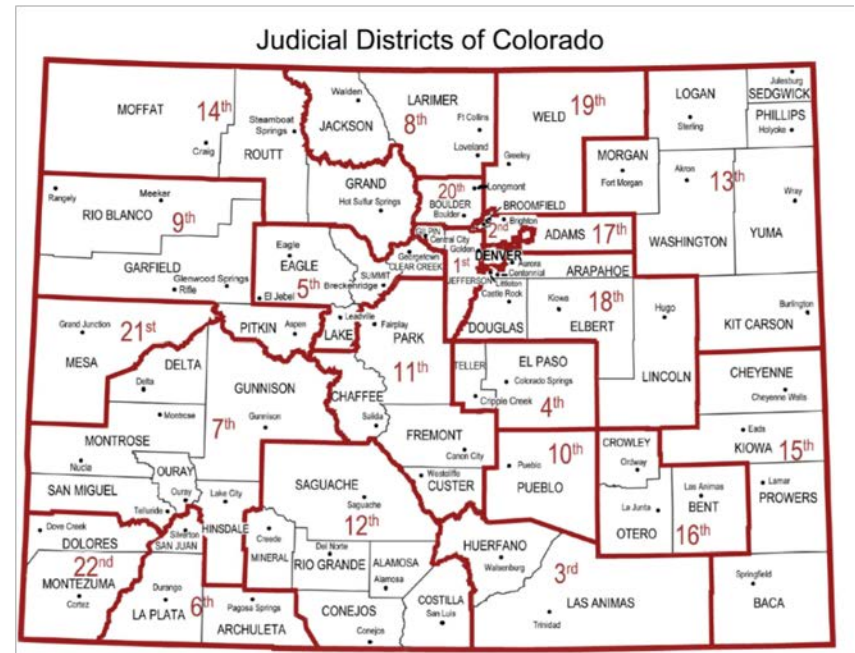 Judicial Districts of Colorado
MOFFAT
14th
Craig
Steamboat
Springs
ROUTT
Walden
JACKSON
LARIMER
8th
Ft Collins
Loveland
WELD
19th
Greeley
LOGAN
Sterling
Julesburg
SEDGWICK
PHILLIPS
Holyoke
MORGAN
Fort Morgan
Akron
13th
WASHINGTON
Wray
YUMA
Rangely
Meeker
RIO BLANCO
9th
GARFIELD
Glenwood Springs
Rifle
GRAND
Hot Sulfur Springs
20th
Longmont
BOULDER
Boulder
BROOMFIELD
Brighton
2nd
ADAMS
17th
GILPIN
Central City
Golden
Georgetown
CLEAR CREEK
1st
DENVER
JEFFERSON
Aurora
Centennial
Littleton
Castle Rock
ARAPAHOE
Eagle
EAGLE
5th
El Jebel
SUMMIT
Breckenridge
21st
Grand Junction
MESA
PITKIN
Aspen
Leadville
LAKE
Fairplay
PARK
11th
DOUGLAS
Kiowa
18th
ELBERT
Hugo
LINCOLN
Burlington
KIT CARSON
DELTA
Delta
GUNNISON
Gunnison
7th
Montrose
MONTROSE
Nucla
CHAFFEE
Salida
TELLER
Cripple Creek
EL PASO
Colorado Springs
4th
CHEYENNE
Cheyenne Wells
FREMONT
Canon City
Westcliffe
CUSTER
10th
Pueblo
PUEBLO
CROWLEY
Ordway
Eads
KIOWA
15th
OURAY
Ouray
SAN MIGUEL
Telluride
Lake City
HINSDALE
SAGUACHE
Saguache
12th
La Junta
OTERO
Las Animas
BENT
16th
Lamar
PROWERS
Dove Creek
DOLORES
Silverton
SAN JUAN
Creede
MINERAL
Del Norte
RIO GRANDE
ALAMOSA
Alamosa
HUERFANO
Walsenburg
3rd
22nd
MONTEZUMA
Cortez
Durango
6th
LA PLATA
Pagosa Springs
ARCHULETA
CONEJOS
Conejos
COSTILLA
San Luis
LAS ANIMAS
Trinidad
Springfield
BACA